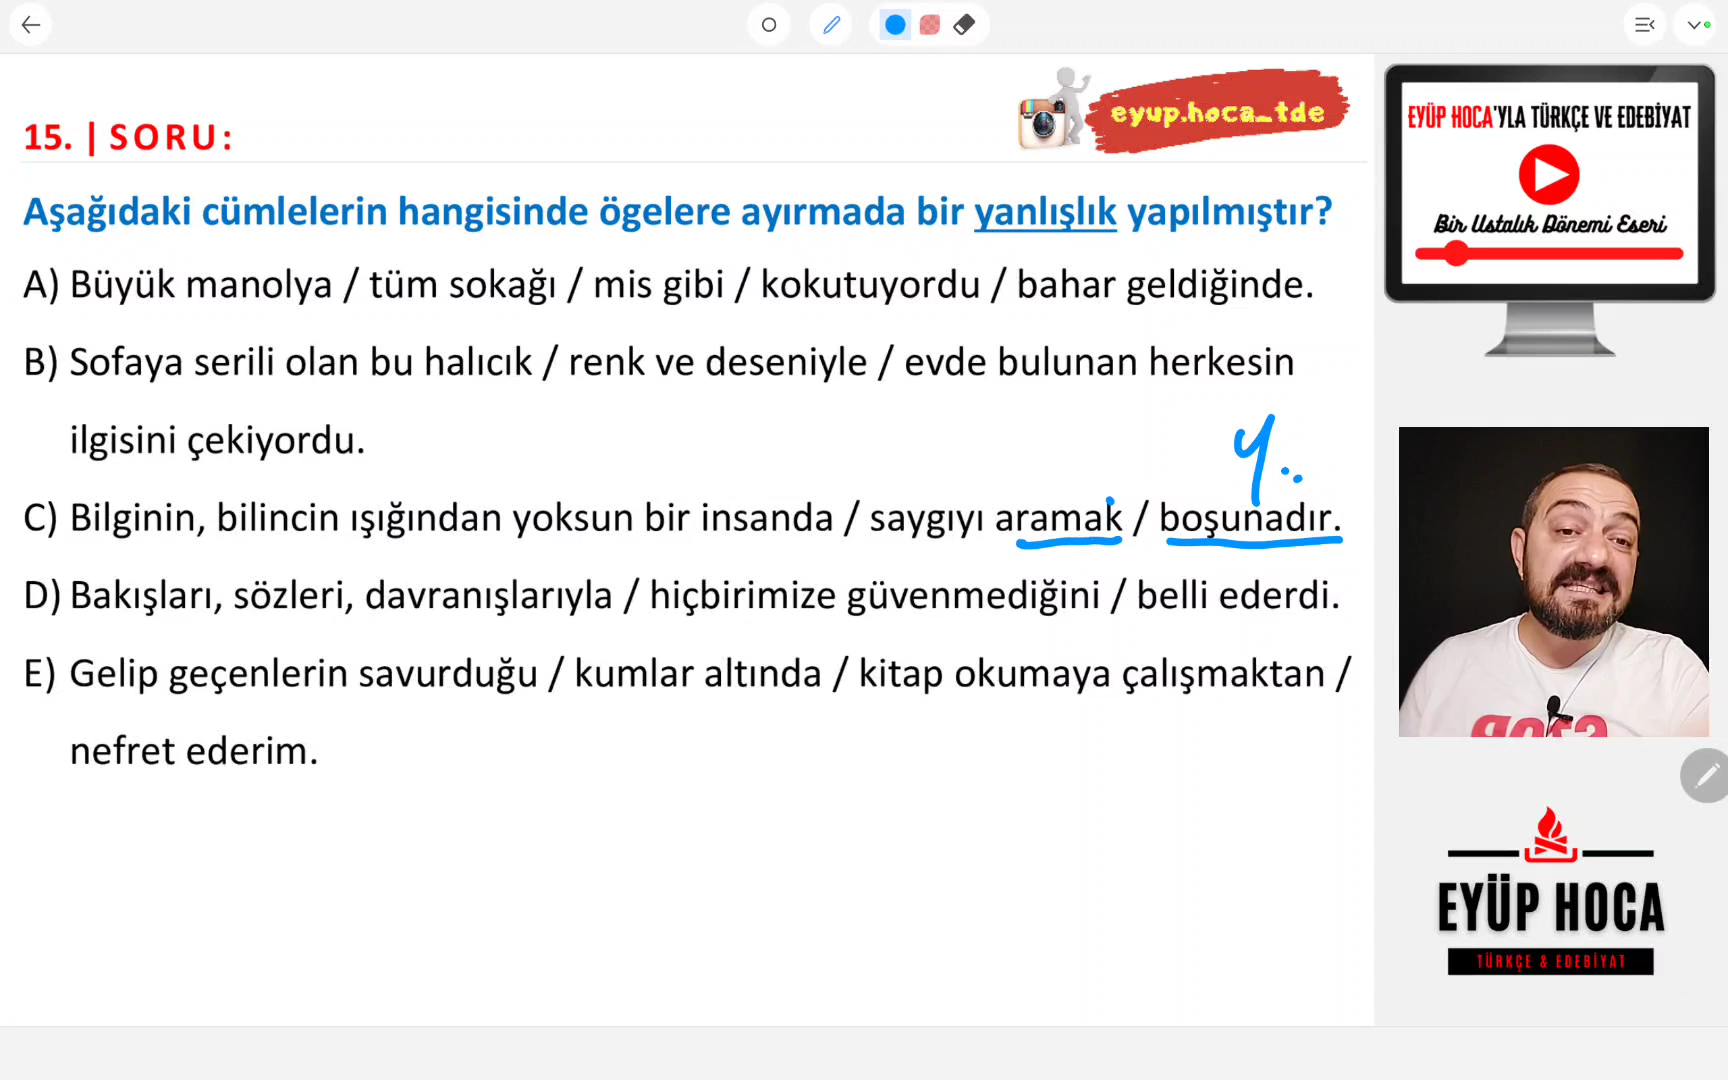 eyup.hoca_tde
15. | SORU:
Aşağıdaki cümlelerin hangisinde ögelere ayırmada bir yanlışlık yapılmıştır?
A) Büyük manolya / tüm sokağı / mis gibi / kokutuyordu / bahar geldiğinde.
B) Sofaya serili olan bu halıcık / renk ve deseniyle / evde bulunan herkesin
ilgisini çekiyordu.
Y..
C) Bilginin, bilincin ışığından yoksun bir insanda / saygıyı aramak / boşunadır.
D) Bakışları, sözleri, davranışlarıyla / hiçbirimize güvenmediğini / belli ederdi.
E) Gelip geçenlerin savurduğu / kumlar altında / kitap okumaya çalışmaktan /
nefret ederim.
EYÜP HOCA'YLA TÜRKÇE VE EDEBİYAT
Bir Ustalık Dönemi Eseri
EYÜP HOCA
TÜRKÇE & EDEBİYAT